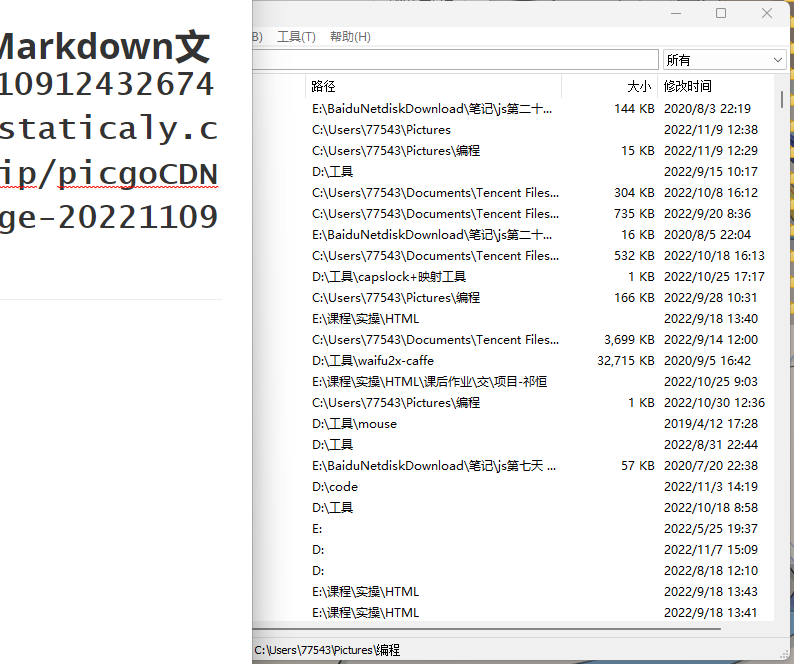 Markdown文
10912432674
staticaly.c
ip/picgoCDN
ge-20221109
B) 工具(T) 帮助(H)
所有
路径 大小 修改时间
E:\BaiduNetdiskDownload\笔记\js第二十... 144 KB 2020/8/3 22:19
C:\Users\77543\Pictures 2022/11/9 12:38
C:\Users\77543\Pictures\编程 15 KB 2022/11/9 12:29
D:\工具 2022/9/15 10:17
C:\Users\77543\Documents\Tencent Files... 304 KB 2022/10/8 16:12
C:\Users\77543\Documents\Tencent Files... 735 KB 2022/9/20 8:36
E:\BaiduNetdiskDownload\笔记\js第二十... 16 KB 2020/8/5 22:04
C:\Users\77543\Documents\Tencent Files... 532 KB 2022/10/18 16:13
D:\工具\capslock+映射工具 1 KB 2022/10/25 17:17
C:\Users\77543\Pictures\编程 166 KB 2022/9/28 10:31
E:\课程\实操\HTML 2022/9/18 13:40
C:\Users\77543\Documents\Tencent Files... 3,699 KB 2022/9/14 12:00
D:\工具\waifu2x-caffe 32,715 KB 2020/9/5 16:42
E:\课程\实操\HTML\课后作业\交\项目-祁恒 2022/10/25 9:03
C:\Users\77543\Pictures\编程 1 KB 2022/10/30 12:36
D:\工具\mouse 2019/4/12 17:28
D:\工具 2022/8/31 22:44
E:\BaiduNetdiskDownload\笔记\js第七天 ... 57 KB 2020/7/20 22:38
D:\code 2022/11/3 14:19
D:\工具 2022/10/18 8:58
E: 2022/5/25 19:37
D: 2022/11/7 15:09
D: 2022/8/18 12:10
E:\课程\实操\HTML 2022/9/18 13:43
E:\课程\实操\HTML 2022/9/18 13:41
C:\Users\77543\Pictures\编程